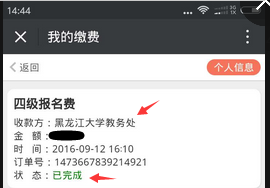 14:44
3G
1X
我的缴费
返回
个人信息
四级报名费
收款方：黑龙江大学教务处
金 额：
时 间：2016-09-12 16:10
订单号：1473667839214921
状 态：已完成